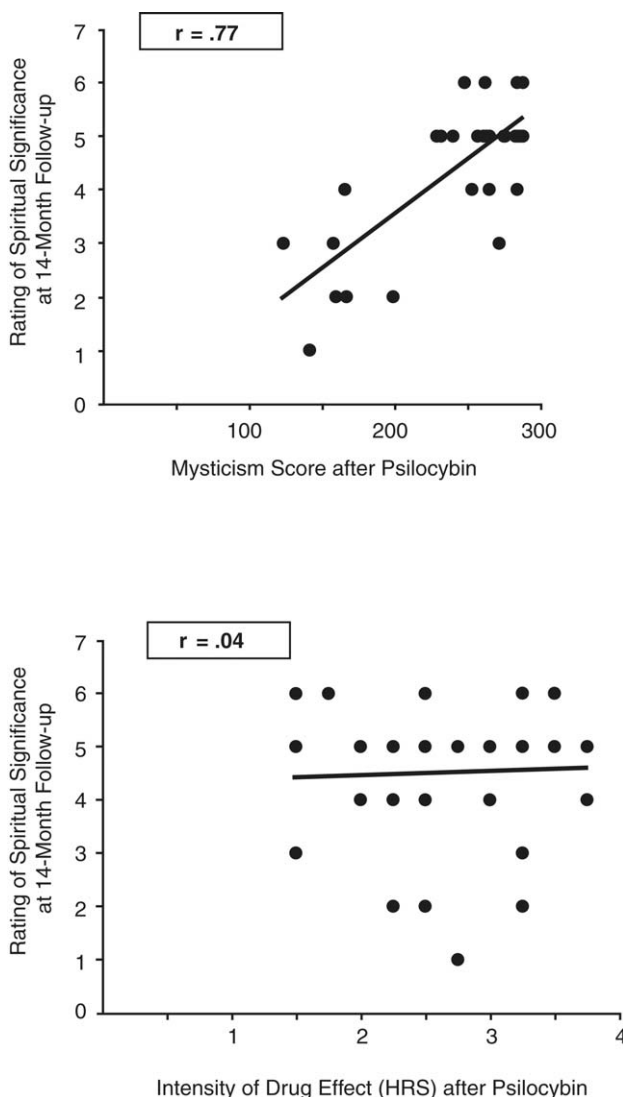 r = .77
Rating of Spiritual Significance
at 14-Month Follow-up
7
6
5
4
3
2
1
0
100 200 300
Mysticism Score after Psilocybin
r = .04
Rating of Spiritual Significance
at 14-Month Follow-up
7
6
5
4
3
2
1
0
1 2 3 4
Intensity of Drug Effect (HRS) after Psilocybin